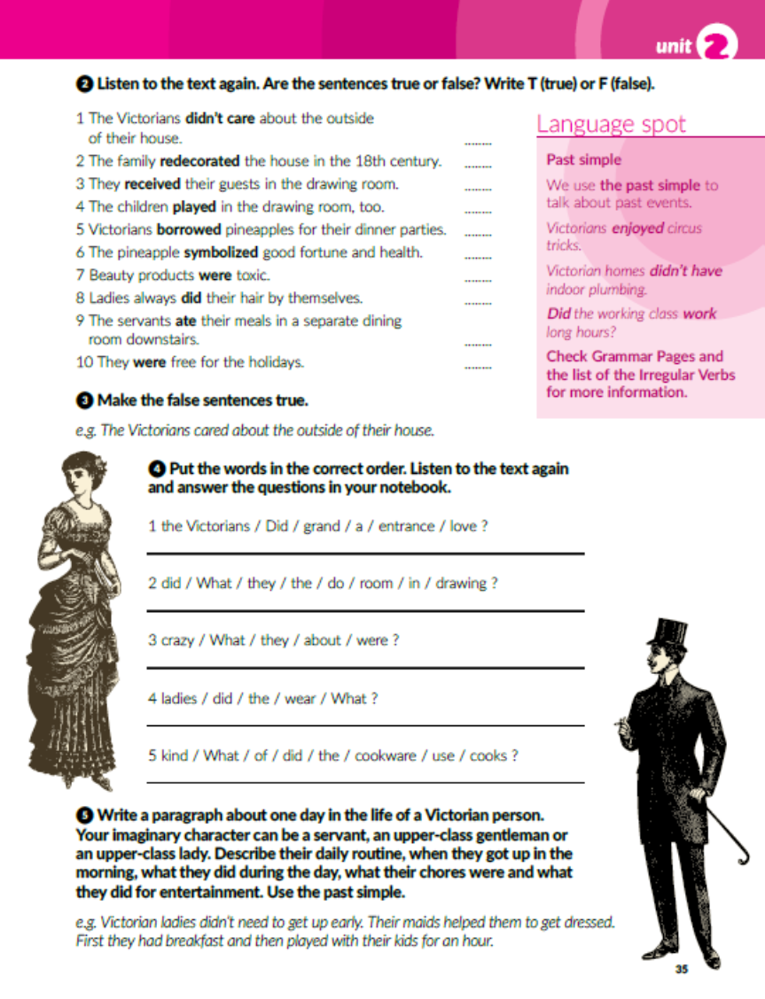 unit 2
2 Listen to the text again. Are the sentences true or false? Write T (true) or F (false).
1 The Victorians didn't care about the outside
of their house. .........
2 The family redecorated the house in the 18th century. .........
3 They received their guests in the drawing room. .........
4 The children played in the drawing room, too. .........
5 Victorians borrowed pineapples for their dinner parties. .........
6 The pineapple symbolized good fortune and health. .........
7 Beauty products were toxic. .........
8 Ladies always did their hair by themselves. .........
9 The servants ate their meals in a separate dining
room downstairs. .........
10 They were free for the holidays. .........
Language spot
Past simple
We use the past simple to
talk about past events.
Victorians enjoyed circus
tricks.
Victorian homes didn't have
indoor plumbing.
Did the working class work
long hours?
Check Grammar Pages and
the list of the Irregular Verbs
for more information.
3 Make the false sentences true.
e.g. The Victorians cared about the outside of their house.
4 Put the words in the correct order. Listen to the text again
and answer the questions in your notebook.
1 the Victorians / Did / grand / a / entrance / love ?
2 did / What / they / the / do / room / in / drawing ?
3 crazy / What / they / about / were ?
4 ladies / did / the / wear / What ?
5 kind / What / of / did / the / cookware / use / cooks ?
5 Write a paragraph about one day in the life of a Victorian person.
Your imaginary character can be a servant, an upper-class gentleman or
an upper-class lady. Describe their daily routine, when they got up in the
morning, what they did during the day, what their chores were and what
they did for entertainment. Use the past simple.
e.g. Victorian ladies didn't need to get up early. Their maids helped them to get dressed.
First they had breakfast and then played with their kids for an hour.
35